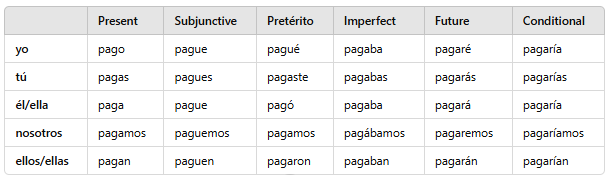 Present Subjunctive Pretérito Imperfect Future Conditional
yo pago pague pagué pagaba pagaré pagaría
tú pagas pagues pagaste pagabas pagarás pagarías
él/ella paga pague pagó pagaba pagará pagaría
nosotros pagamos paguemos pagamos pagábamos pagaremos pagaríamos
ellos/ellas pagan paguen pagaron pagaban pagarán pagarían